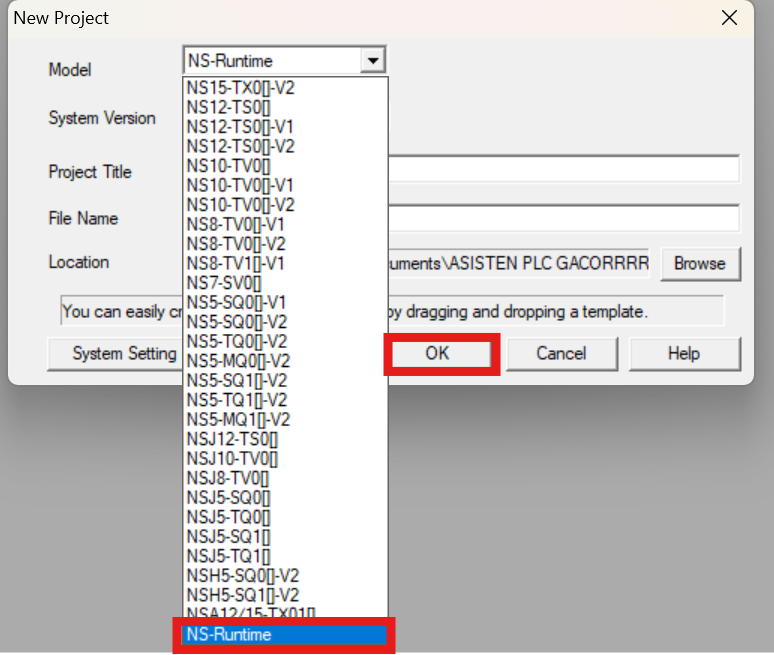 New Project
Model
NS-Runtime
NS15-TX0[]-V2
NS12-TS0[]
System Version
NS12-TS0[]-V1
NS12-TS0[]-V2
Project Title
NS10-TV0[]
NS10-TV0[]-V1
NS10-TV0[]-V2
File Name
NS8-TV0[]-V1
NS8-TV0[]-V2
Location
NS8-TV1[]-V1
cuments\ASISTEN PLC GACORRRR
Browse
NS7-SV0[]
NS5-SQ0[]-V1
You can easily cr
by dragging and dropping a template.
NS5-SQ0[]-V2
NS5-TQ0[]-V2
System Setting
NS5-MQ0[]-V2
OK
Cancel
Help
NS5-SQ1[]-V2
NS5-TQ1[]-V2
NS5-MQ1[]-V2
NSJ12-TS0[]
NSJ10-TV0[]
NSJ8-TV0[]
NSJ5-SQ0[]
NSJ5-TQ0[]
NSJ5-SQ1[]
NSJ5-TQ1[]
NSH5-SQ0[]-V2
NSH5-SQ1[]-V2
NSA12/15-TX01[]
NS-Runtime